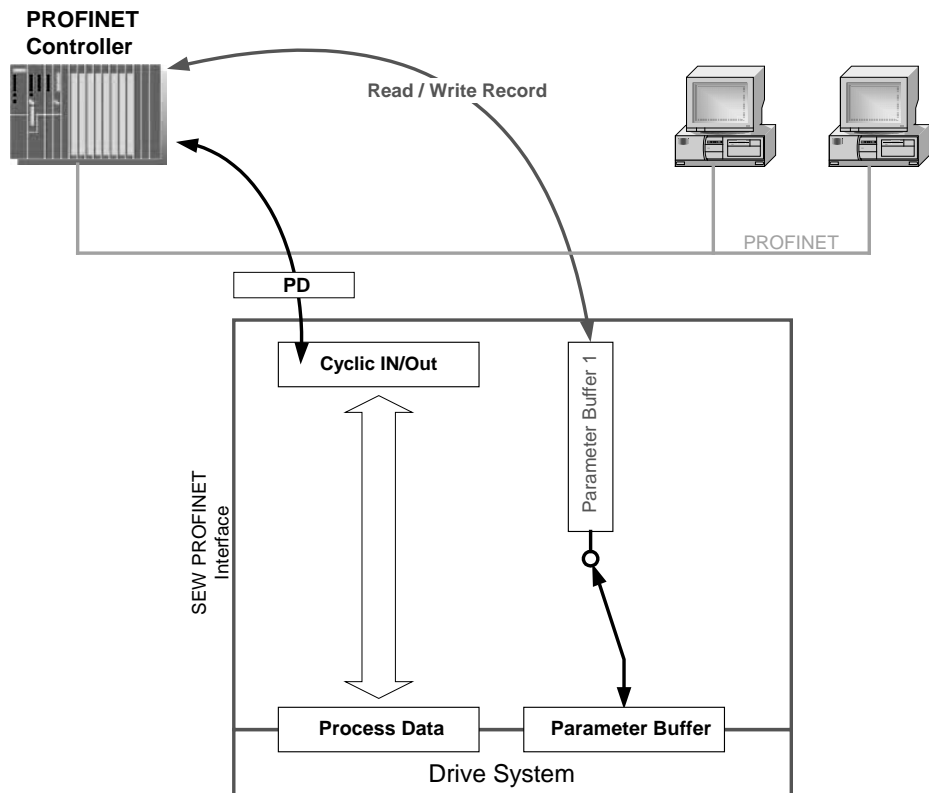 PROFINET
Controller
Read / Write Record
PROFINET
PD
Cyclic IN/Out
Parameter Buffer 1
SEW PROFINET
Interface
Process Data
Parameter Buffer
Drive System